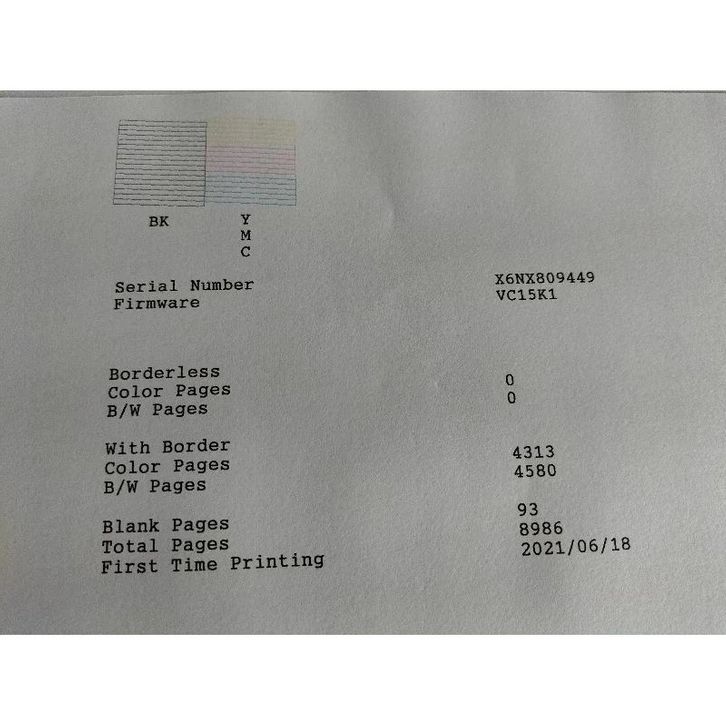 BK Y
M
C
Serial Number X6NX809449
Firmware VC15K1
Borderless
Color Pages 0
B/W Pages 0
With Border
Color Pages 4313
B/W Pages 4580
Blank Pages 93
Total Pages 8986
First Time Printing 2021/06/18